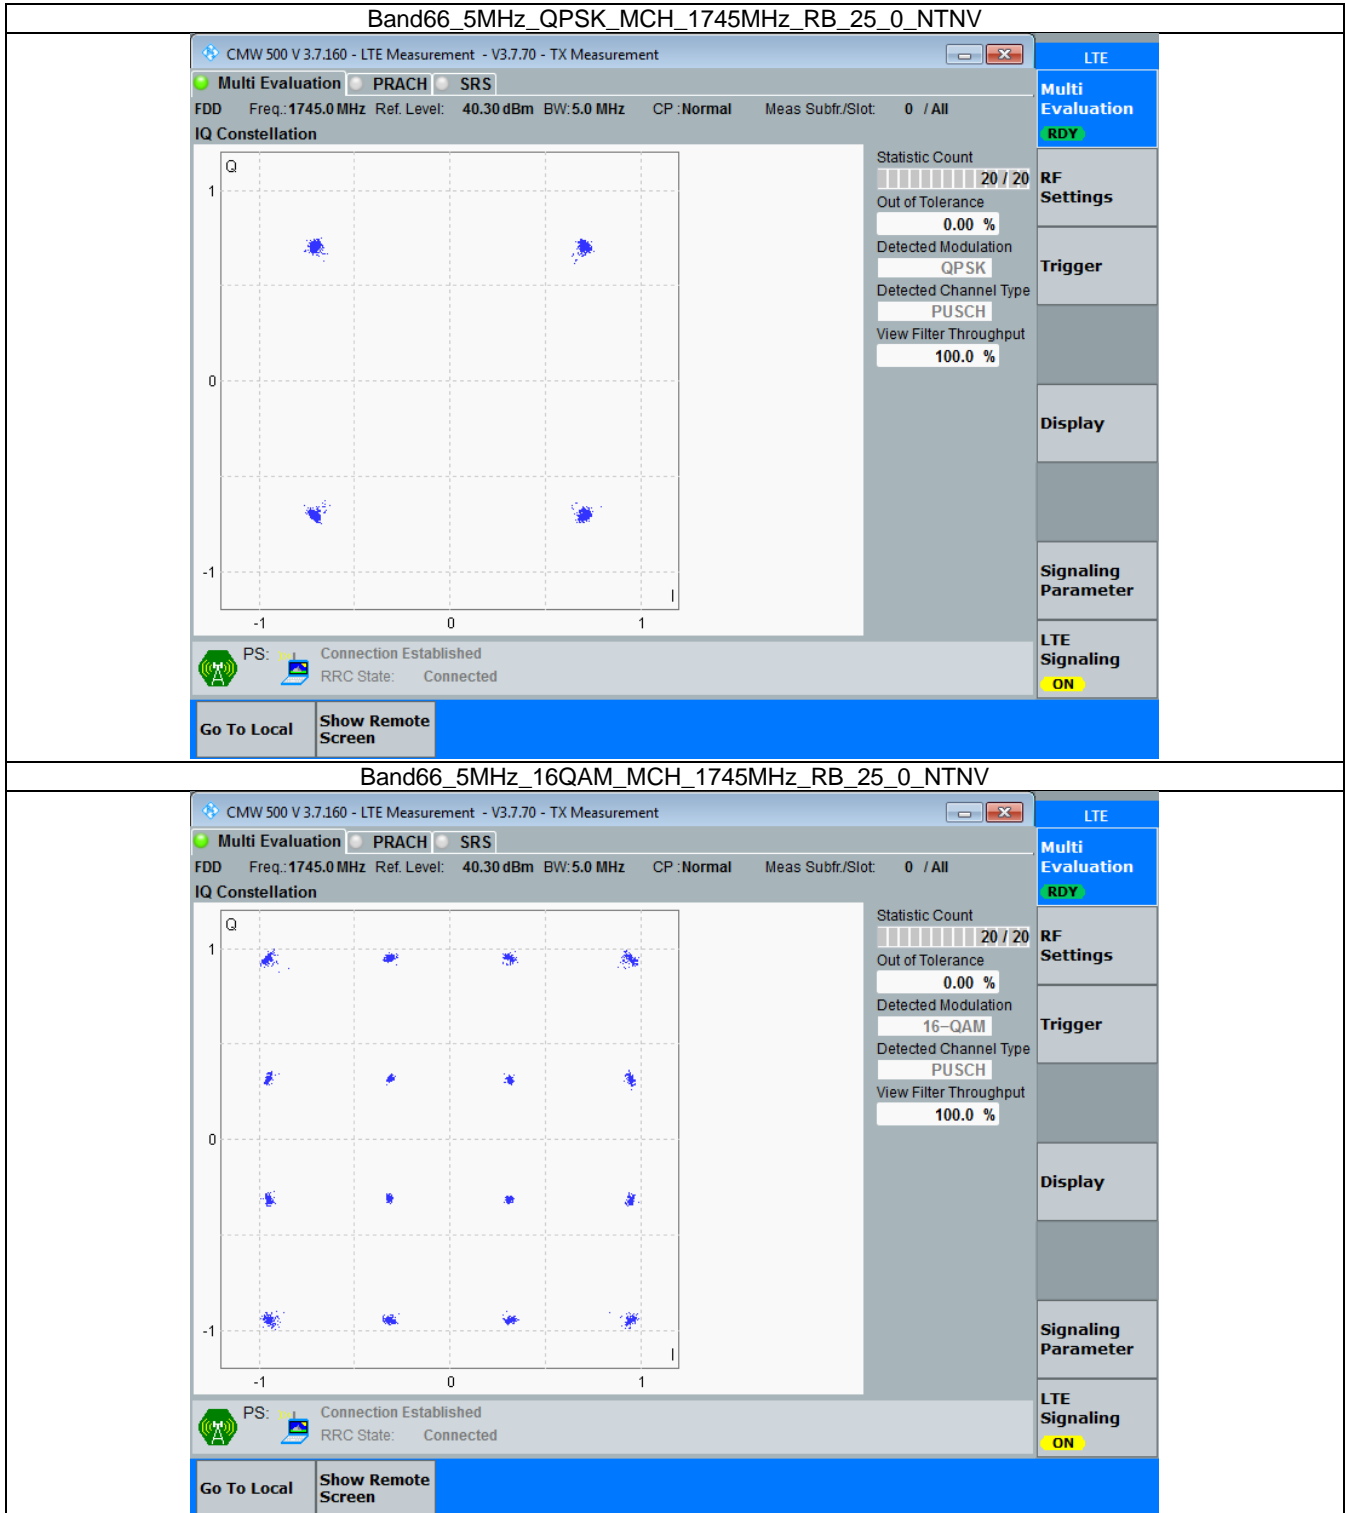 Band66_5MHz_QPSK_MCH_1745MHz_RB_25_0_NTNV
CMW 500 V 3.7.160 - LTE Measurement - V3.7.70 - TX Measurement
LTE
Multi Evaluation PRACH SRS
Multi
Evaluation
RDY
FDD Freq.: 1745.0 MHz Ref. Level: 40.30 dBm BW: 5.0 MHz CP : Normal Meas Subfr./Slot: 0 / All
IQ Constellation
Q
1
0
-1
I
-1 0 1
Statistic Count
20 / 20
Out of Tolerance
0.00 %
Detected Modulation
QPSK
Detected Channel Type
PUSCH
View Filter Throughput
100.0 %
RF
Settings
Trigger
Display
Signaling
Parameter
LTE
Signaling
ON
PS: Connection Established
RRC State: Connected
Go To Local
Show Remote
Screen
Band66_5MHz_16QAM_MCH_1745MHz_RB_25_0_NTNV
CMW 500 V 3.7.160 - LTE Measurement - V3.7.70 - TX Measurement
LTE
Multi Evaluation PRACH SRS
Multi
Evaluation
RDY
FDD Freq.: 1745.0 MHz Ref. Level: 40.30 dBm BW: 5.0 MHz CP : Normal Meas Subfr./Slot: 0 / All
IQ Constellation
Q
1
0
-1
I
-1 0 1
Statistic Count
20 / 20
Out of Tolerance
0.00 %
Detected Modulation
16-QAM
Detected Channel Type
PUSCH
View Filter Throughput
100.0 %
RF
Settings
Trigger
Display
Signaling
Parameter
LTE
Signaling
ON
PS: Connection Established
RRC State: Connected
Go To Local
Show Remote
Screen